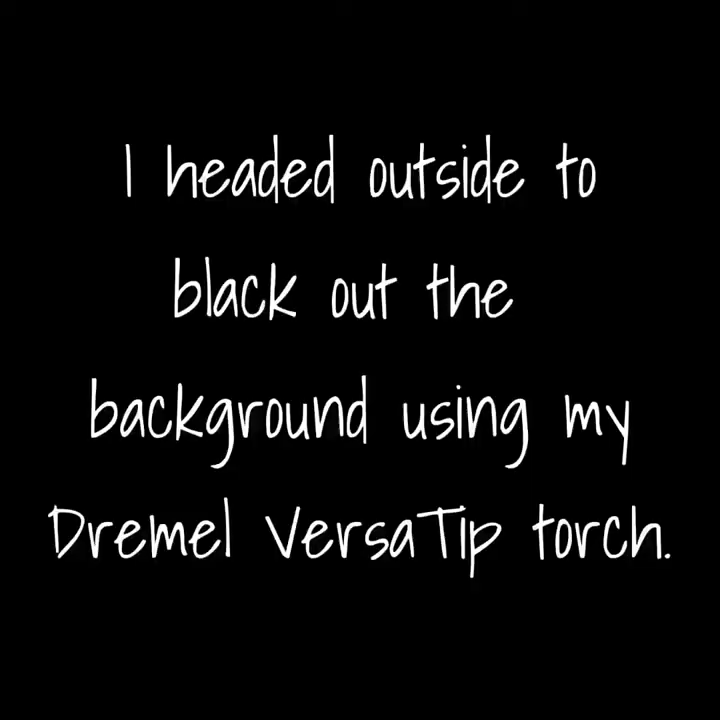 I headed outside to
black out the
background using my
Dremel VersaTip torch.